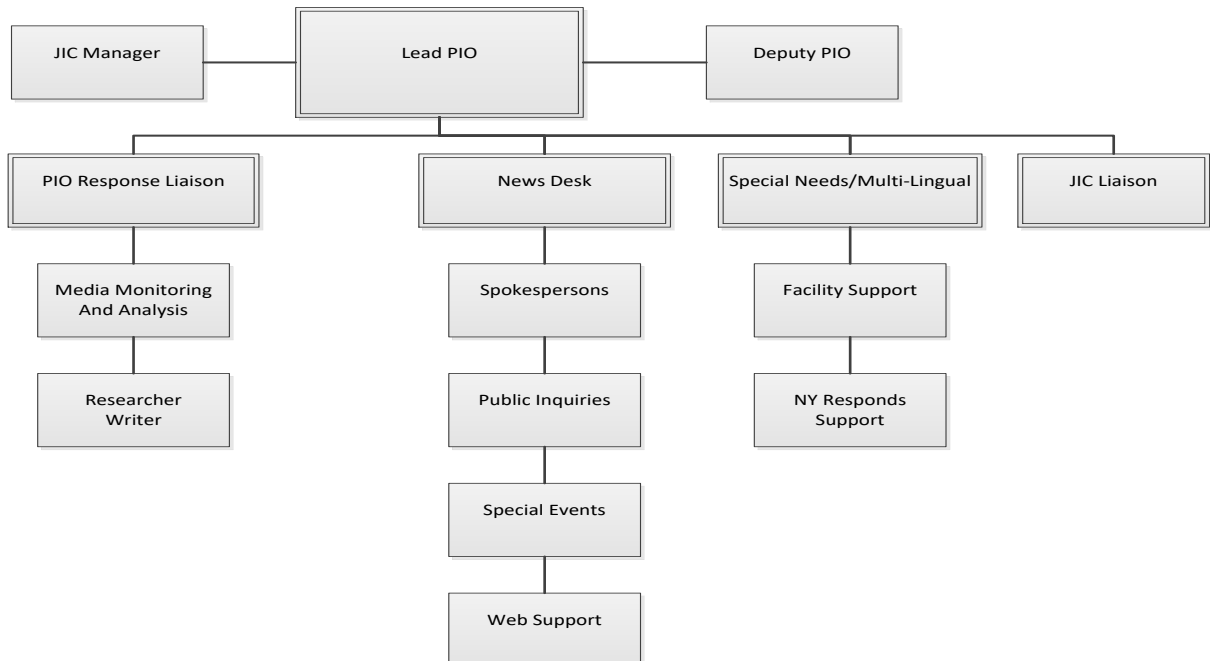 JIC Manager
Lead PIO
Deputy PIO
PIO Response Liaison
News Desk
Special Needs/Multi-Lingual
JIC Liaison
Media Monitoring
And Analysis
Spokespersons
Facility Support
Researcher
Writer
Public Inquiries
NY Responds
Support
Special Events
Web Support